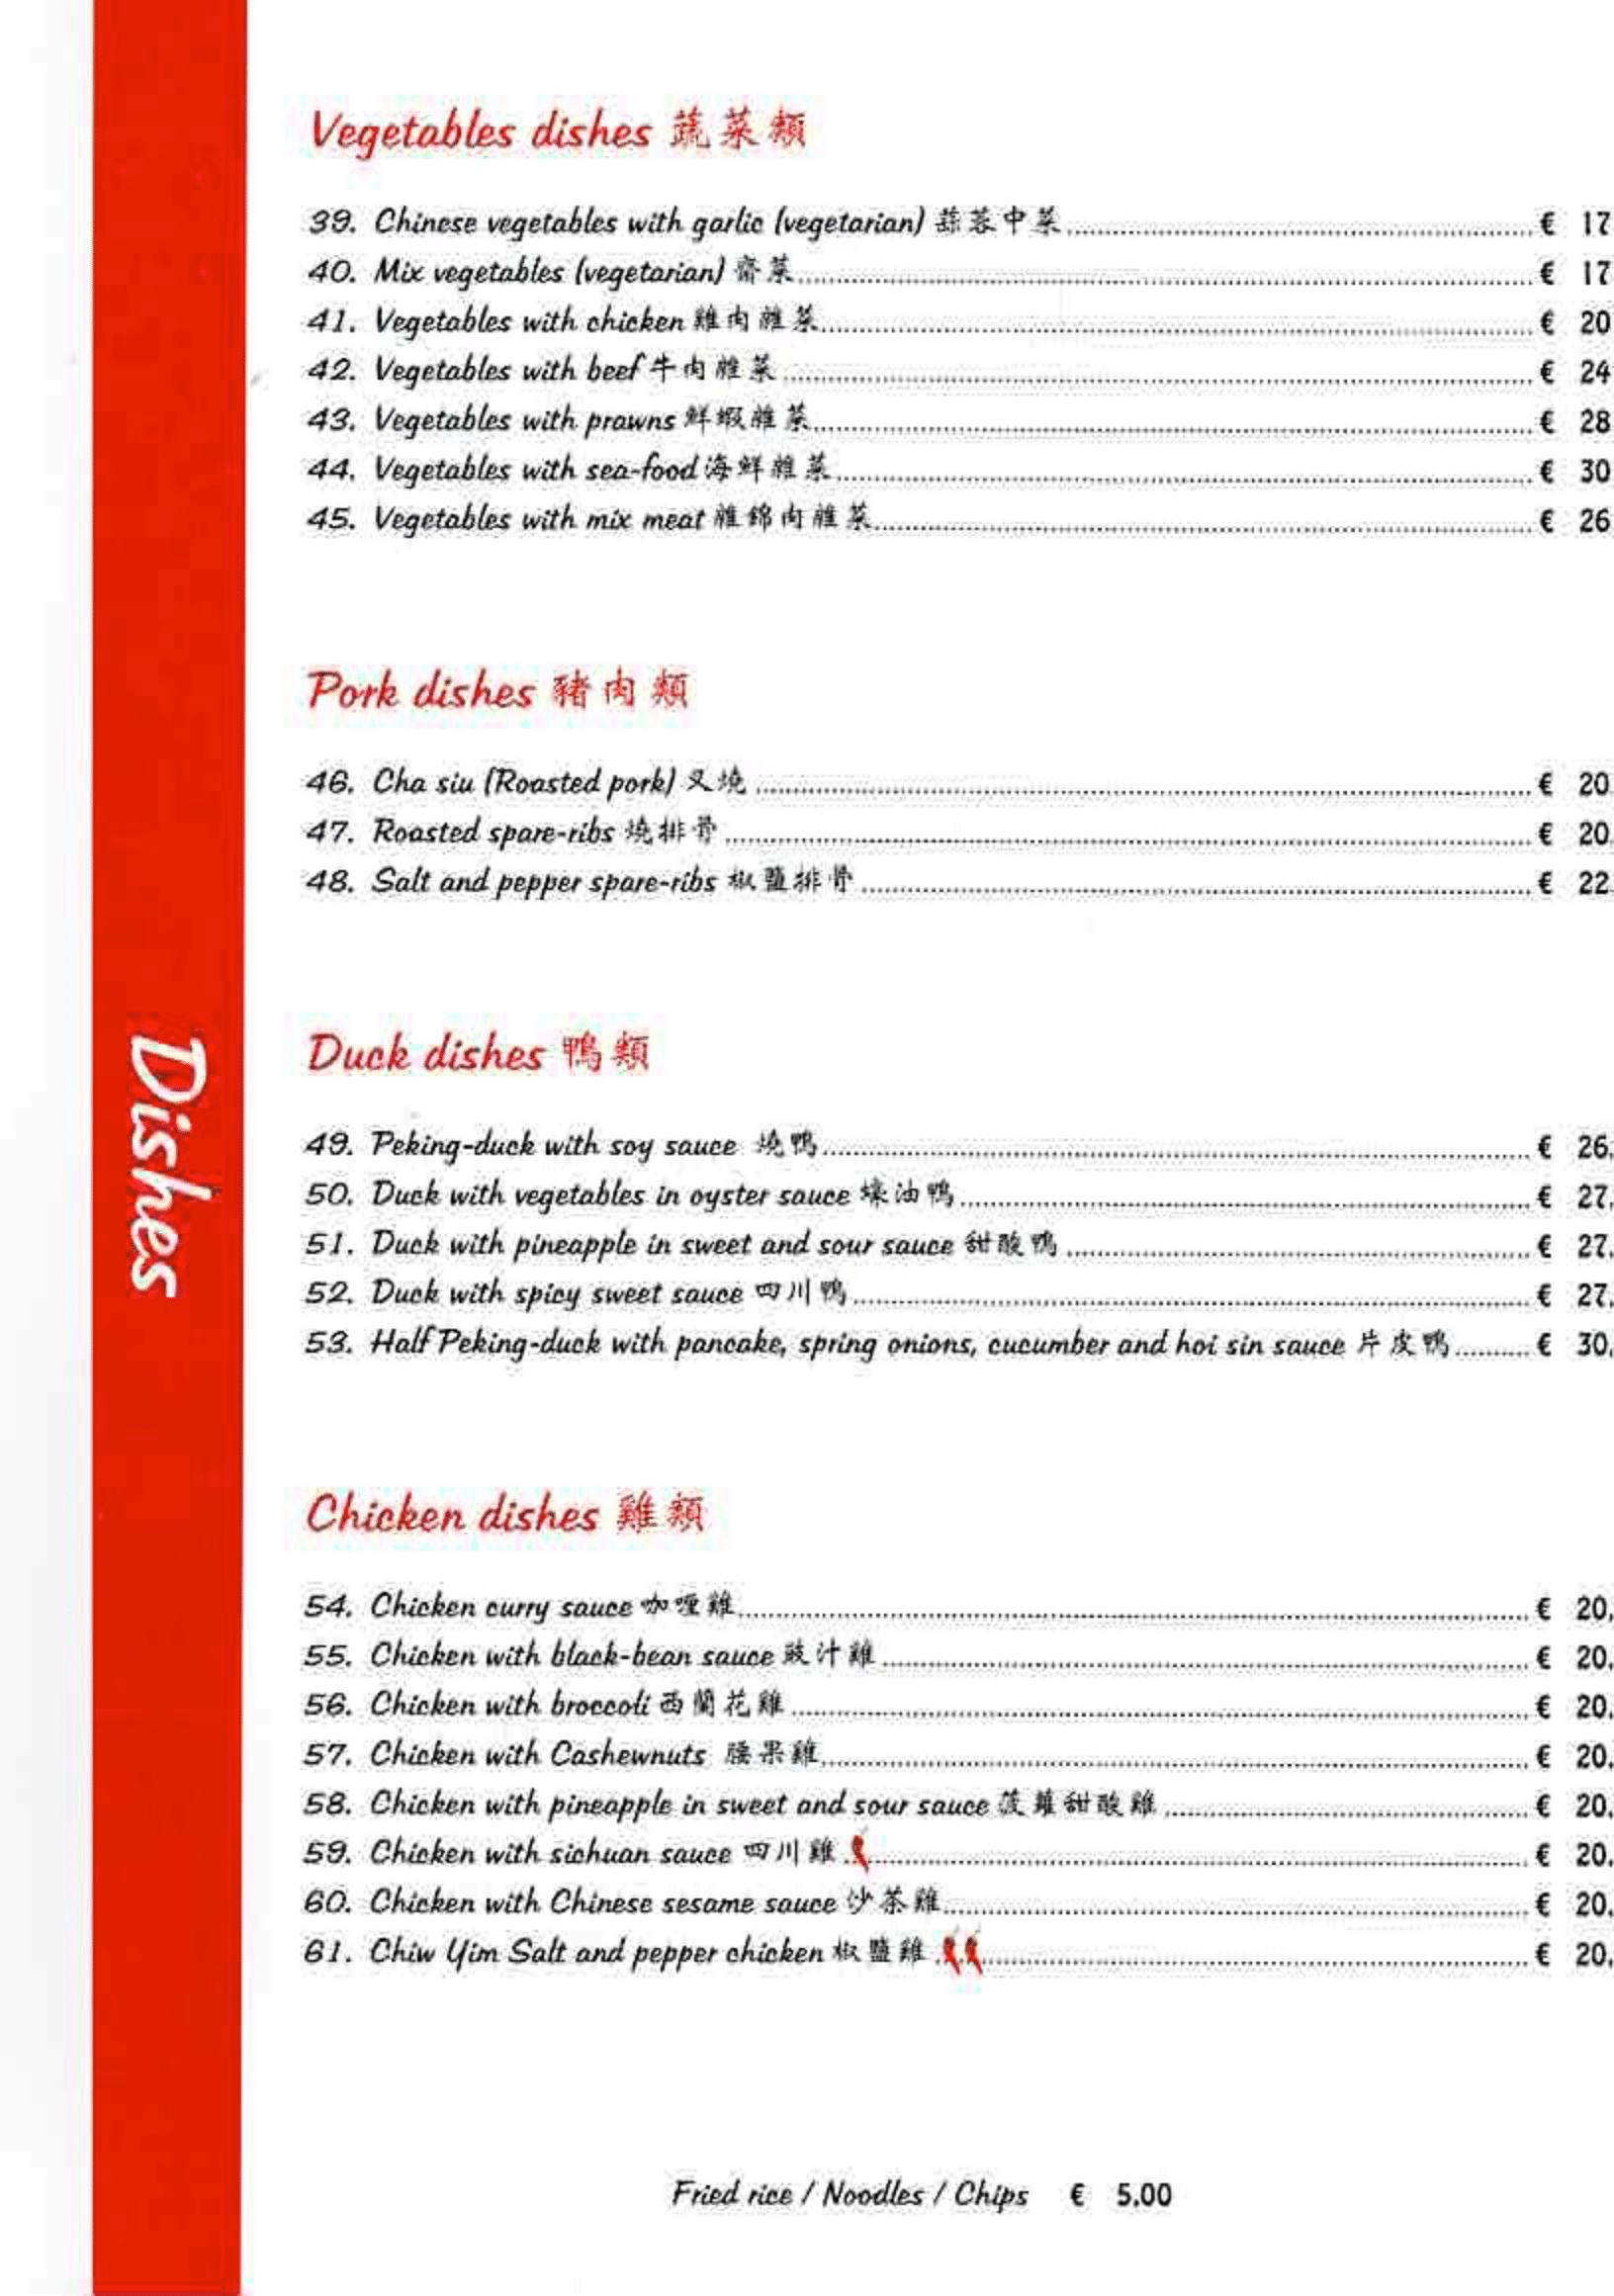 Vegetables dishes 蔬菜類
39. Chinese vegetables with garlic (vegetarian) 蒜蓉中菜 € 17
40. Mix vegetables (vegetarian) 齋菜 € 17
41. Vegetables with chicken 雞肉雜菜 € 20
42. Vegetables with beef 牛肉雜菜 € 24
43. Vegetables with prawns 鮮蝦雜菜 € 28
44. Vegetables with sea-food 海鮮雜菜 € 30
45. Vegetables with mix meat 雜錦肉雜菜 € 26
Pork dishes 豬肉類
46. Cha siu (Roasted pork) 叉燒 € 20
47. Roasted spare-ribs 燒排骨 € 20.
48. Salt and pepper spare-ribs 椒鹽排骨 € 22.
Dishes
Duck dishes 鴨類
49. Peking-duck with soy sauce 燒鴨 € 26.
50. Duck with vegetables in oyster sauce 蠔油鴨 € 27.
51. Duck with pineapple in sweet and sour sauce 甜酸鴨 € 27.
52. Duck with spicy sweet sauce 四川鴨 € 27.
53. Half Peking-duck with pancake, spring onions, cucumber and hoi sin sauce 片皮鴨 € 30.
Chicken dishes 雞類
54. Chicken curry sauce 咖喱雞 € 20.
55. Chicken with black-bean sauce 豉汁雞 € 20.
56. Chicken with broccoli 西蘭花雞 € 20.
57. Chicken with Cashewnuts 腰果雞 € 20.
58. Chicken with pineapple in sweet and sour sauce 菠蘿甜酸雞 € 20.
59. Chicken with sichuan sauce 四川雞 € 20.
60. Chicken with Chinese sesame sauce 沙茶雞 € 20.
61. Chiw Yim Salt and pepper chicken 椒鹽雞 € 20.
Fried rice / Noodles / Chips € 5.00